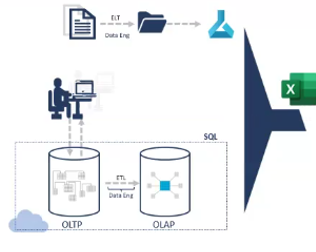 ELT
Data Eng
X
SQL
ETL
Data Eng
OLTP
OLAP